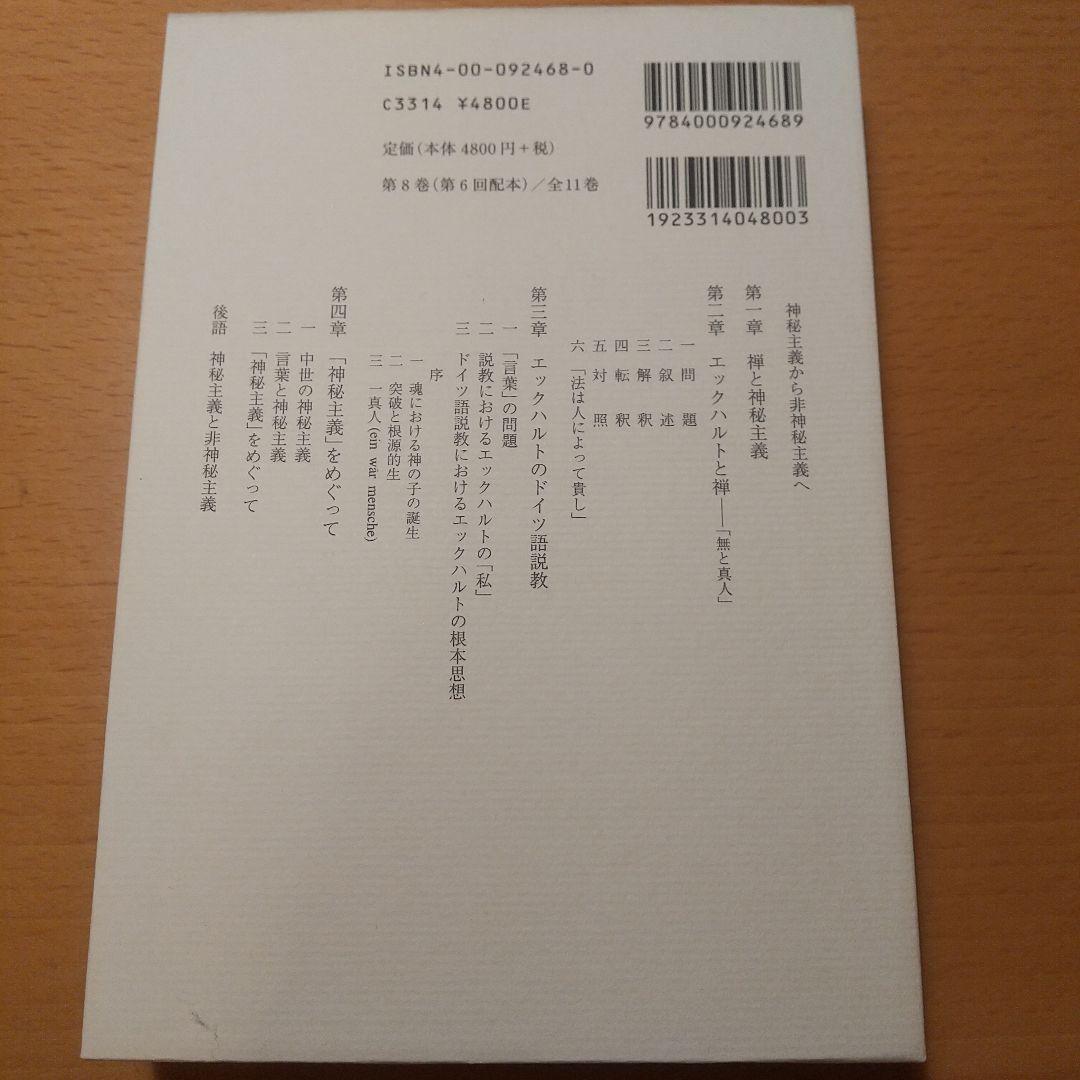 ISBN4-00-092468-0
C3314 ¥4800E
定価(本体 4800円+税)
第8巻(第6回配本)/全11巻
9784000924689
1923314048003
神秘主義から非神秘主義へ
第一章 禅と神秘主義
第二章 エックハルトと禅――「無と真人」
一 問題
二 叙述
三 解釈
四 転釈
五 対照
六 「法は人によって貴し」
第三章 エックハルトのドイツ語説教
一 「言葉」の問題
二 説教におけるエックハルトの「私」
三 ドイツ語説教におけるエックハルトの根本思想
序
一 魂における神の子の誕生
二 突破と根源的生
三 一真人(ein wâr mensche)
第四章 「神秘主義」をめぐって
一 中世の神秘主義
二 言葉と神秘主義
三 「神秘主義」をめぐって
後語 神秘主義と非神秘主義